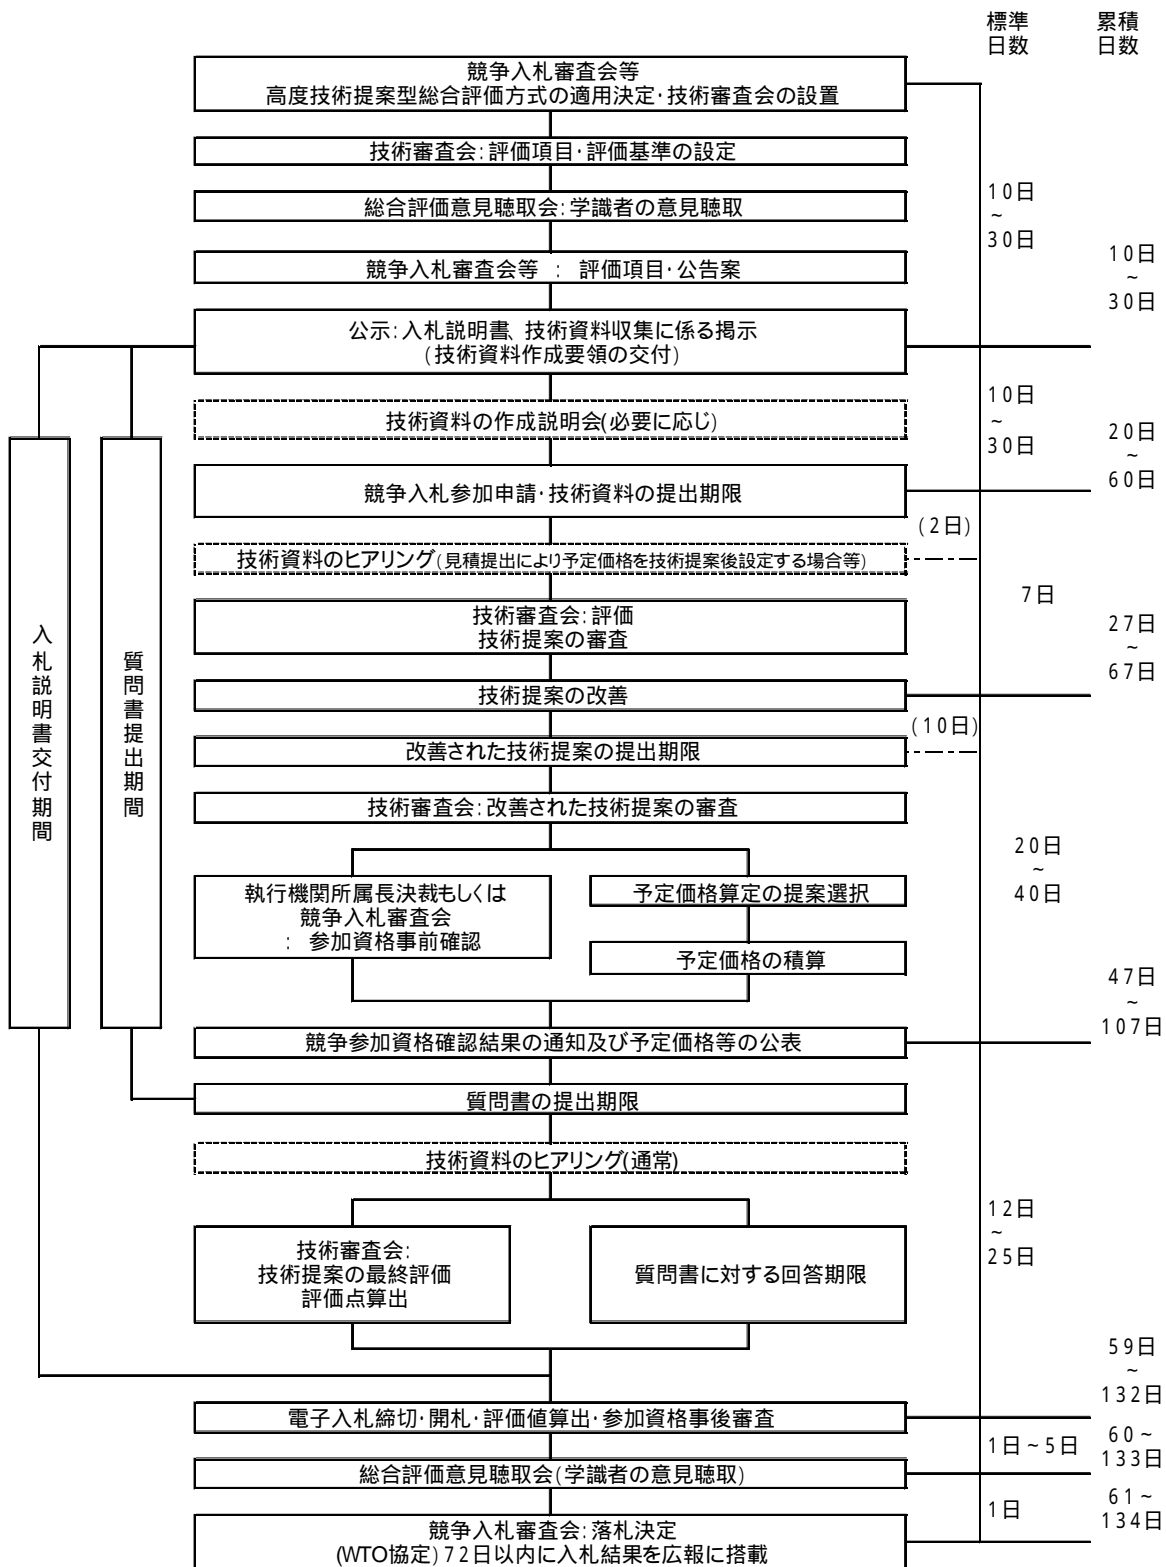 標準
日数
累積
日数
競争入札審査会等
高度技術提案型総合評価方式の適用決定・技術審査会の設置
技術審査会：評価項目・評価基準の設定
10日
~
30日
総合評価意見聴取会：学識者の意見聴取
競争入札審査会等 ： 評価項目・公告案
10日
~
30日
公示：入札説明書、技術資料収集に係る掲示
(技術資料作成要領の交付)
技術資料の作成説明会(必要に応じ)
10日
~
30日
20日
~
60日
競争入札参加申請・技術資料の提出期限
(2日)
技術資料のヒアリング(見積提出により予定価格を技術提案後設定する場合等)
7日
技術審査会：評価
技術提案の審査
27日
~
67日
入札説明書交付期間
質問書提出期間
技術提案の改善
(10日)
改善された技術提案の提出期限
技術審査会：改善された技術提案の審査
20日
~
40日
執行機関所属長決裁もしくは
競争入札審査会
： 参加資格事前確認
予定価格算定の提案選択
予定価格の積算
47日
~
107日
競争参加資格確認結果の通知及び予定価格等の公表
質問書の提出期限
技術資料のヒアリング(通常)
12日
~
25日
技術審査会：
技術提案の最終評価
評価点算出
質問書に対する回答期限
59日
~
132日
電子入札締切・開札・評価値算出・参加資格事後審査
1日~5日
60~
133日
総合評価意見聴取会(学識者の意見聴取)
1日
61~
134日
競争入札審査会：落札決定
(WTO協定)72日以内に入札結果を広報に搭載